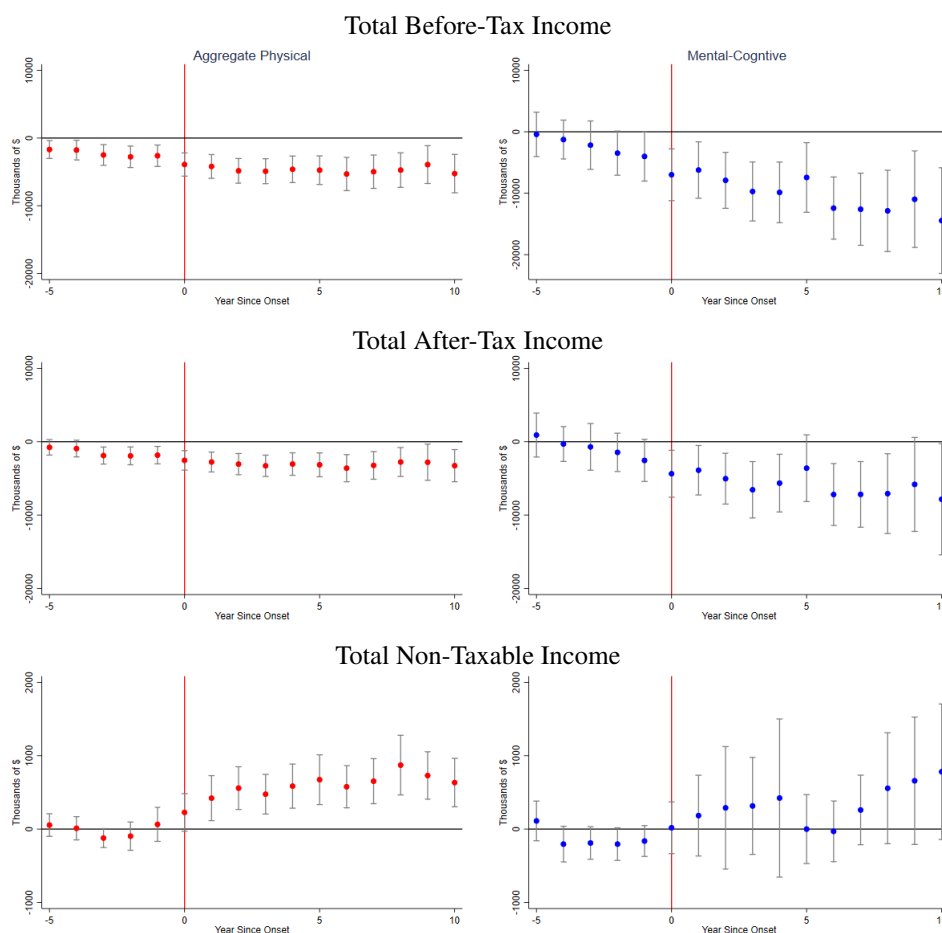 Total Before-Tax Income
Aggregate Physical
Mental-Cogntive
Thousands of $
10000
0
-10000
-20000
-5
0
5
10
Year Since Onset
Thousands of $
10000
0
-10000
-20000
-5
0
5
1
Year Since Onset
Total After-Tax Income
Thousands of $
10000
0
-10000
-20000
-5
0
5
10
Year Since Onset
Thousands of $
10000
0
-10000
-20000
-5
0
5
1
Year Since Onset
Total Non-Taxable Income
Thousands of $
2000
1000
0
-1000
-5
0
5
10
Year Since Onset
Thousands of $
2000
1000
0
-1000
-5
0
5
1
Year Since Onset